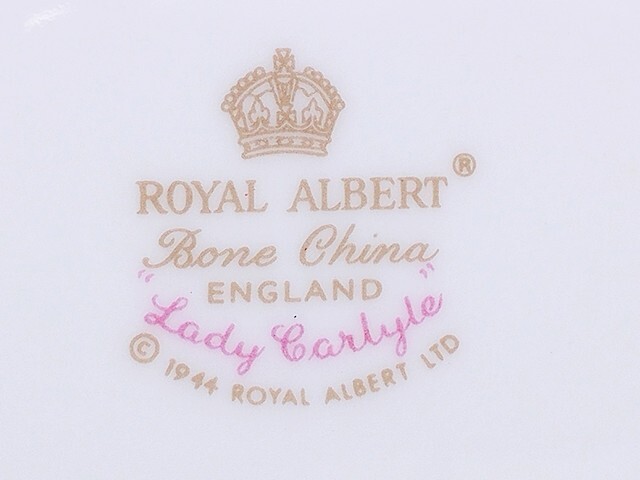 ROYAL ALBERT ®
Bone China
ENGLAND
"Lady Carlyle"
© 1944 ROYAL ALBERT LTD